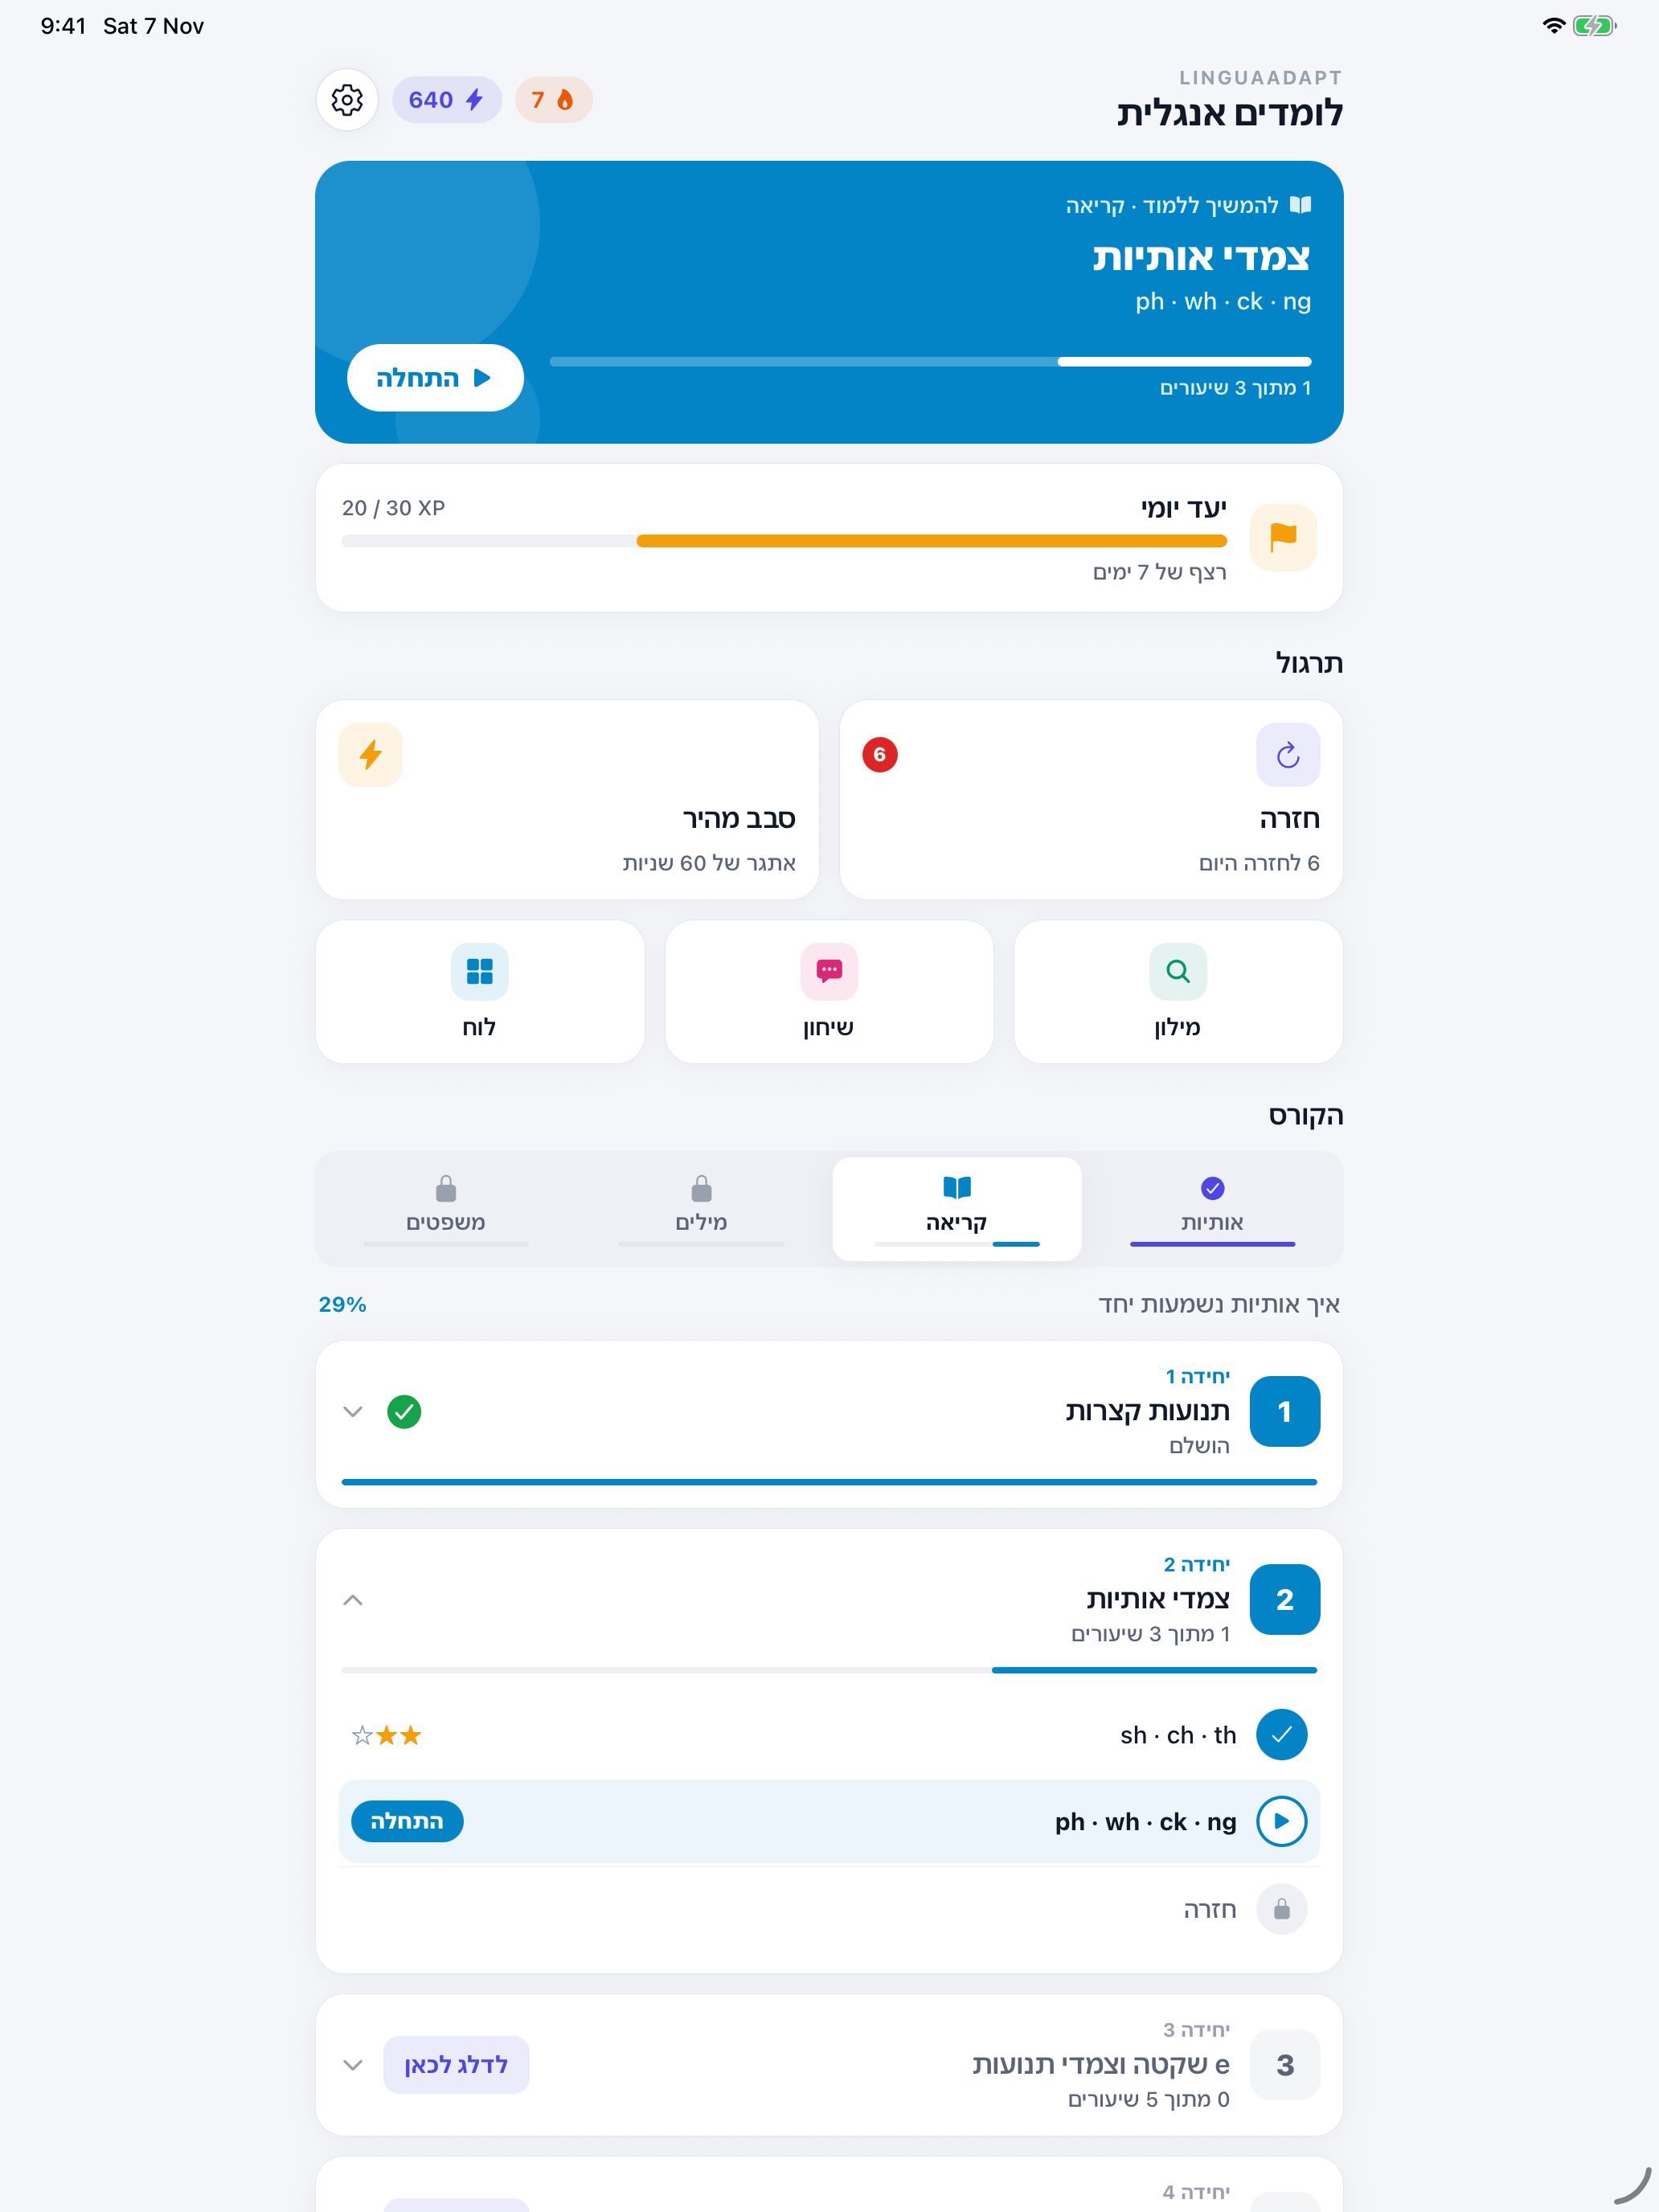 9:41 Sat 7 Nov
LINGUAADAPT
לומדים אנגלית
7
640
להמשיך ללמוד · קריאה
צמדי אותיות
ph · wh · ck · ng
1 מתוך 3 שיעורים
התחלה
יעד יומי
20 / 30 XP
רצף של 7 ימים
תרגול
6
חזרה
6 לחזרה היום
סבב מהיר
אתגר של 60 שניות
מילון
שיחון
לוח
הקורס
אותיות
קריאה
מילים
משפטים
איך אותיות נשמעות יחד
29%
1
יחידה 1
תנועות קצרות
הושלם
2
יחידה 2
צמדי אותיות
1 מתוך 3 שיעורים
sh · ch · th
ph · wh · ck · ng
התחלה
חזרה
3
יחידה 3
e שקטה וצמדי תנועות
0 מתוך 5 שיעורים
לדלג לכאן
יחידה 4